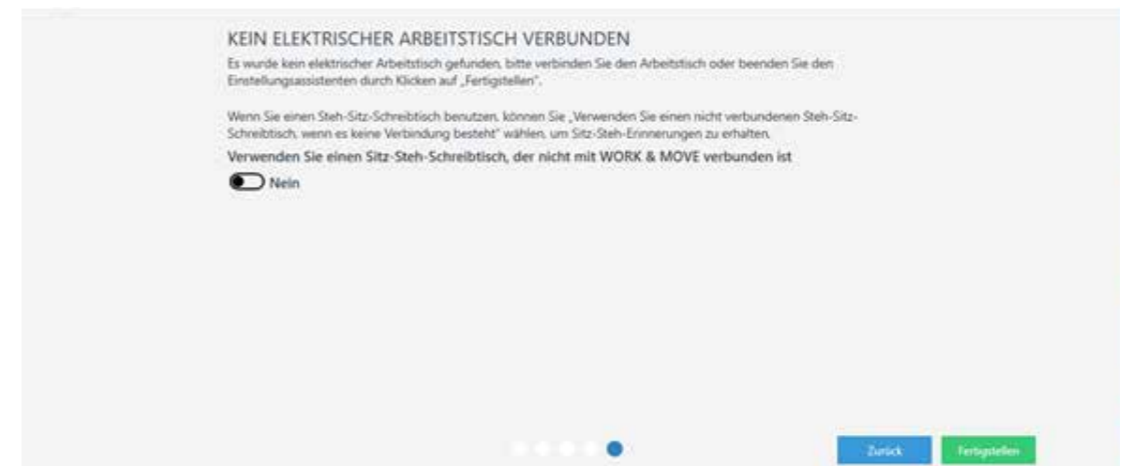 KEIN ELEKTRISCHER ARBEITSTISCH VERBUNDEN
Es wurde kein elektrischer Arbeitstisch gefunden, bitte verbinden Sie den Arbeitstisch oder beenden Sie den
Einstellungsassistenten durch Klicken auf „Fertigstellen“.
Wenn Sie einen Steh-Sitz-Schreibtisch benutzen, können Sie „Verwenden Sie einen nicht verbundenen Steh-Sitz-
Schreibtisch, wenn es keine Verbindung besteht“ wählen, um Sitz-Steh-Erinnerungen zu erhalten.
Verwenden Sie einen Sitz-Steh-Schreibtisch, der nicht mit WORK & MOVE verbunden ist
Nein
Zurück
Fertigstellen